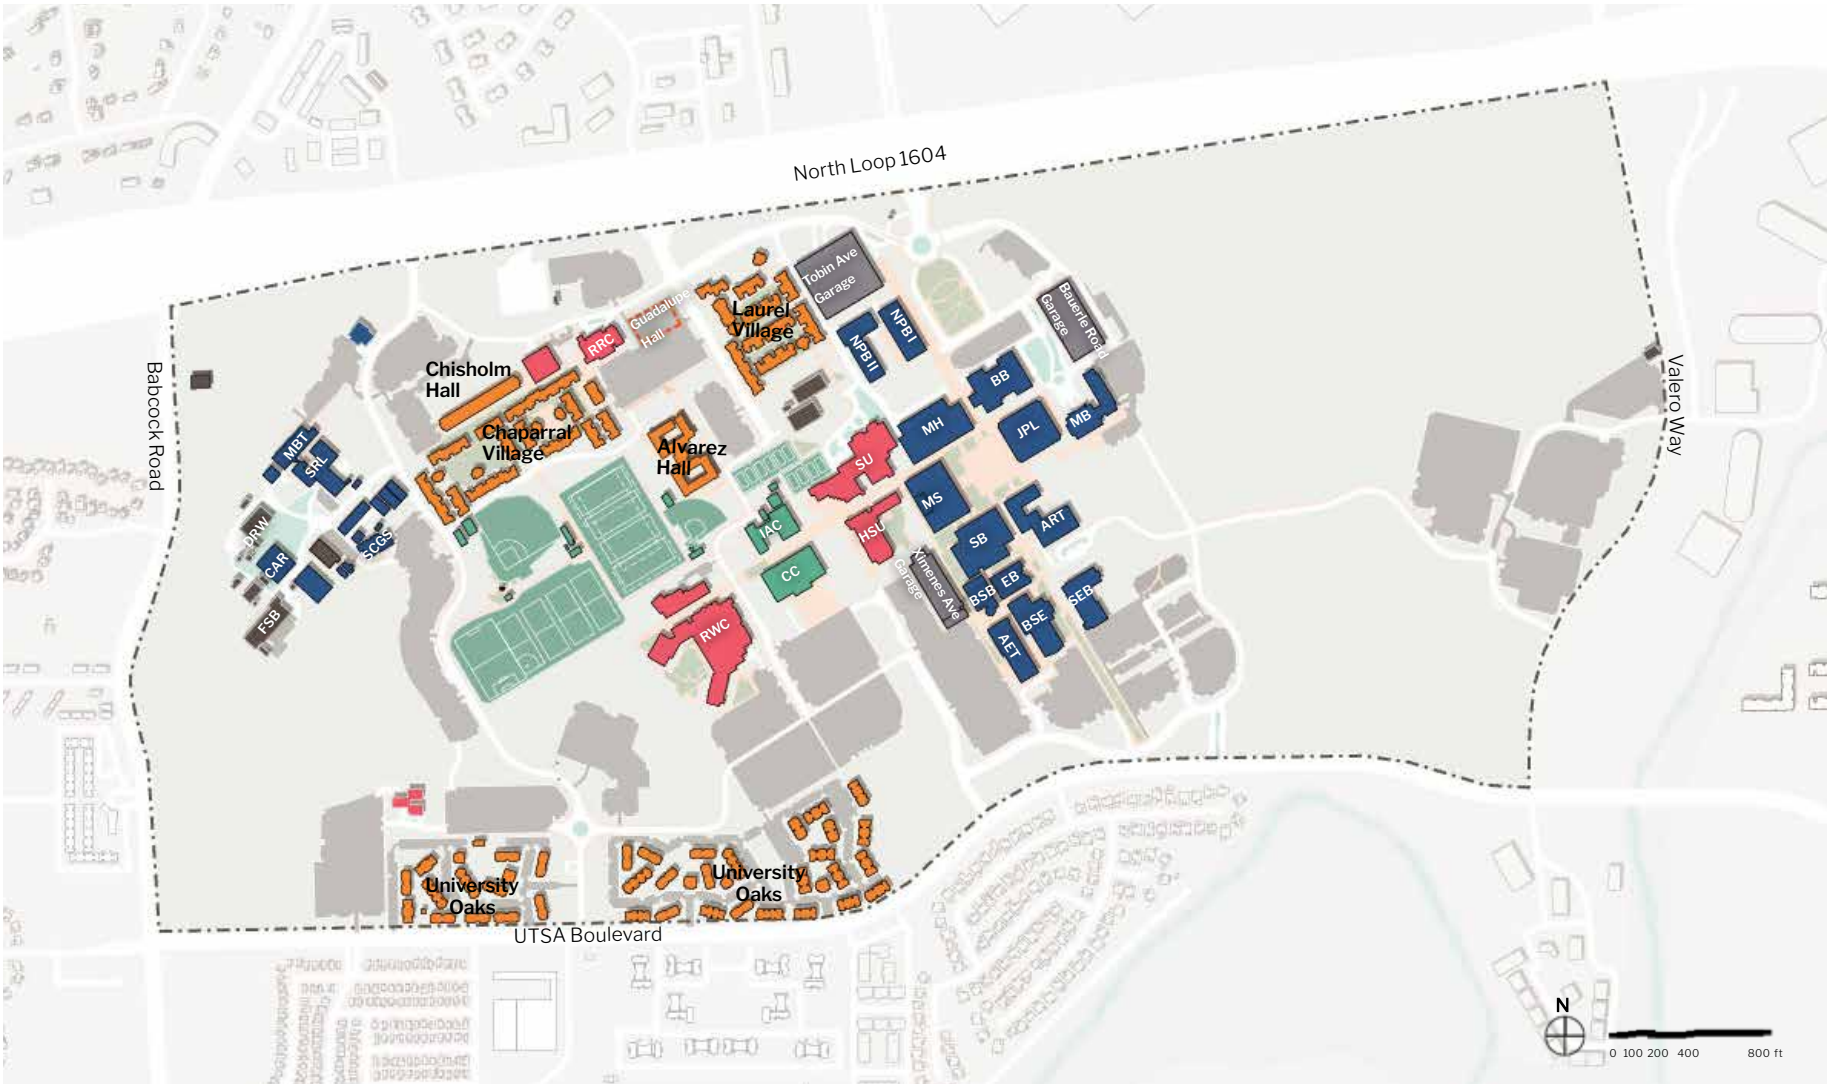 North Loop 1604
Tobin Ave
Garage
Guadalupe
Hall
Laurel
Village
NPB I
NPB II
Bauerle Road
Garage
RRC
Chisholm
Hall
BB
MB
MH
JPL
Babcock Road
Valero Way
Chaparral
Village
Alvarez
Hall
MBT
SRL
SU
MS
ART
DRW
SCGS
IAC
HSU
SB
CAR
CC
Ximenes Ave
Garage
EB
BSB
SEB
FSB
RWC
BSE
AET
University
Oaks
University
Oaks
UTSA Boulevard
N
0 100 200 400 800 ft